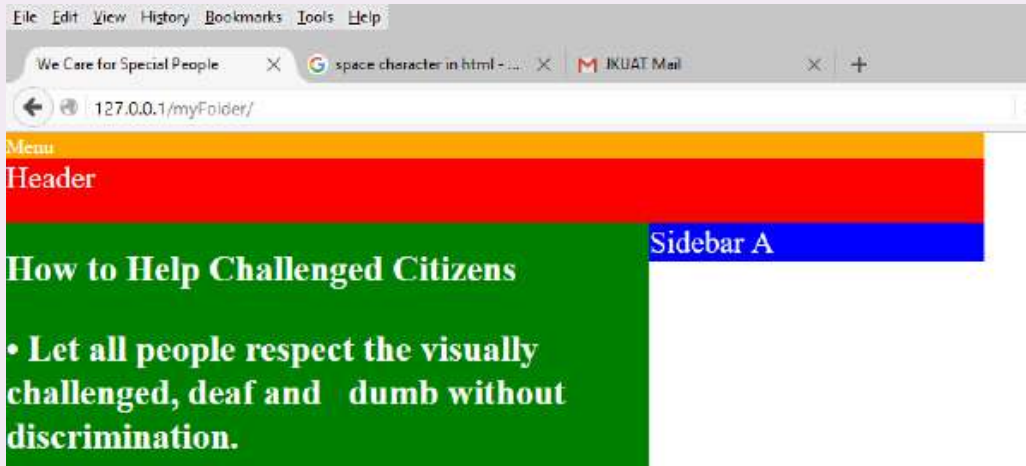 File Edit View History Bookmarks Tools Help
We Care for Special People space character in html - ... JKUAT Mail
127.0.0.1/myFolder/
Menu
Header
Sidebar A
How to Help Challenged Citizens
• Let all people respect the visually
challenged, deaf and dumb without
discrimination.